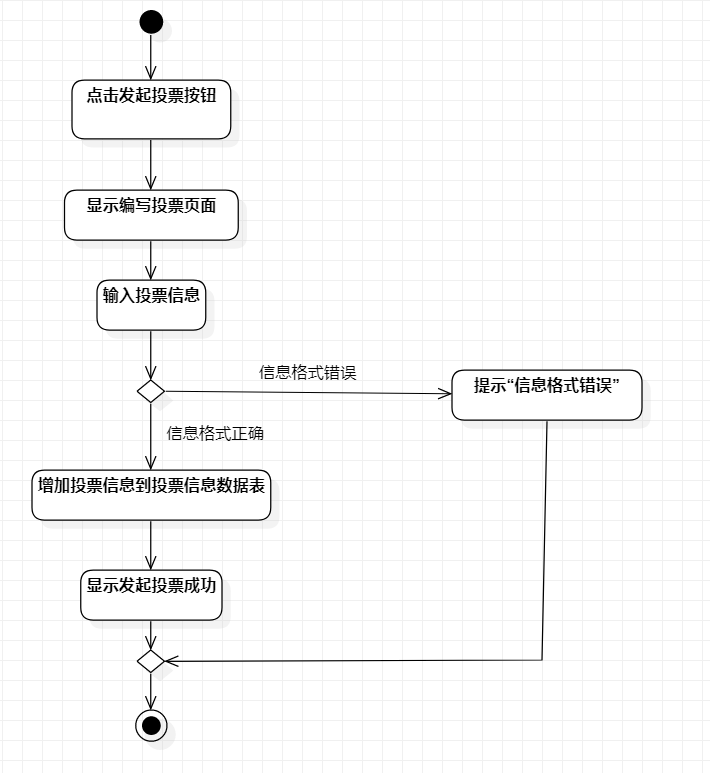 点击发起投票按钮
显示编写投票页面
输入投票信息
信息格式错误
提示“信息格式错误”
信息格式正确
增加投票信息到投票信息数据表
显示发起投票成功